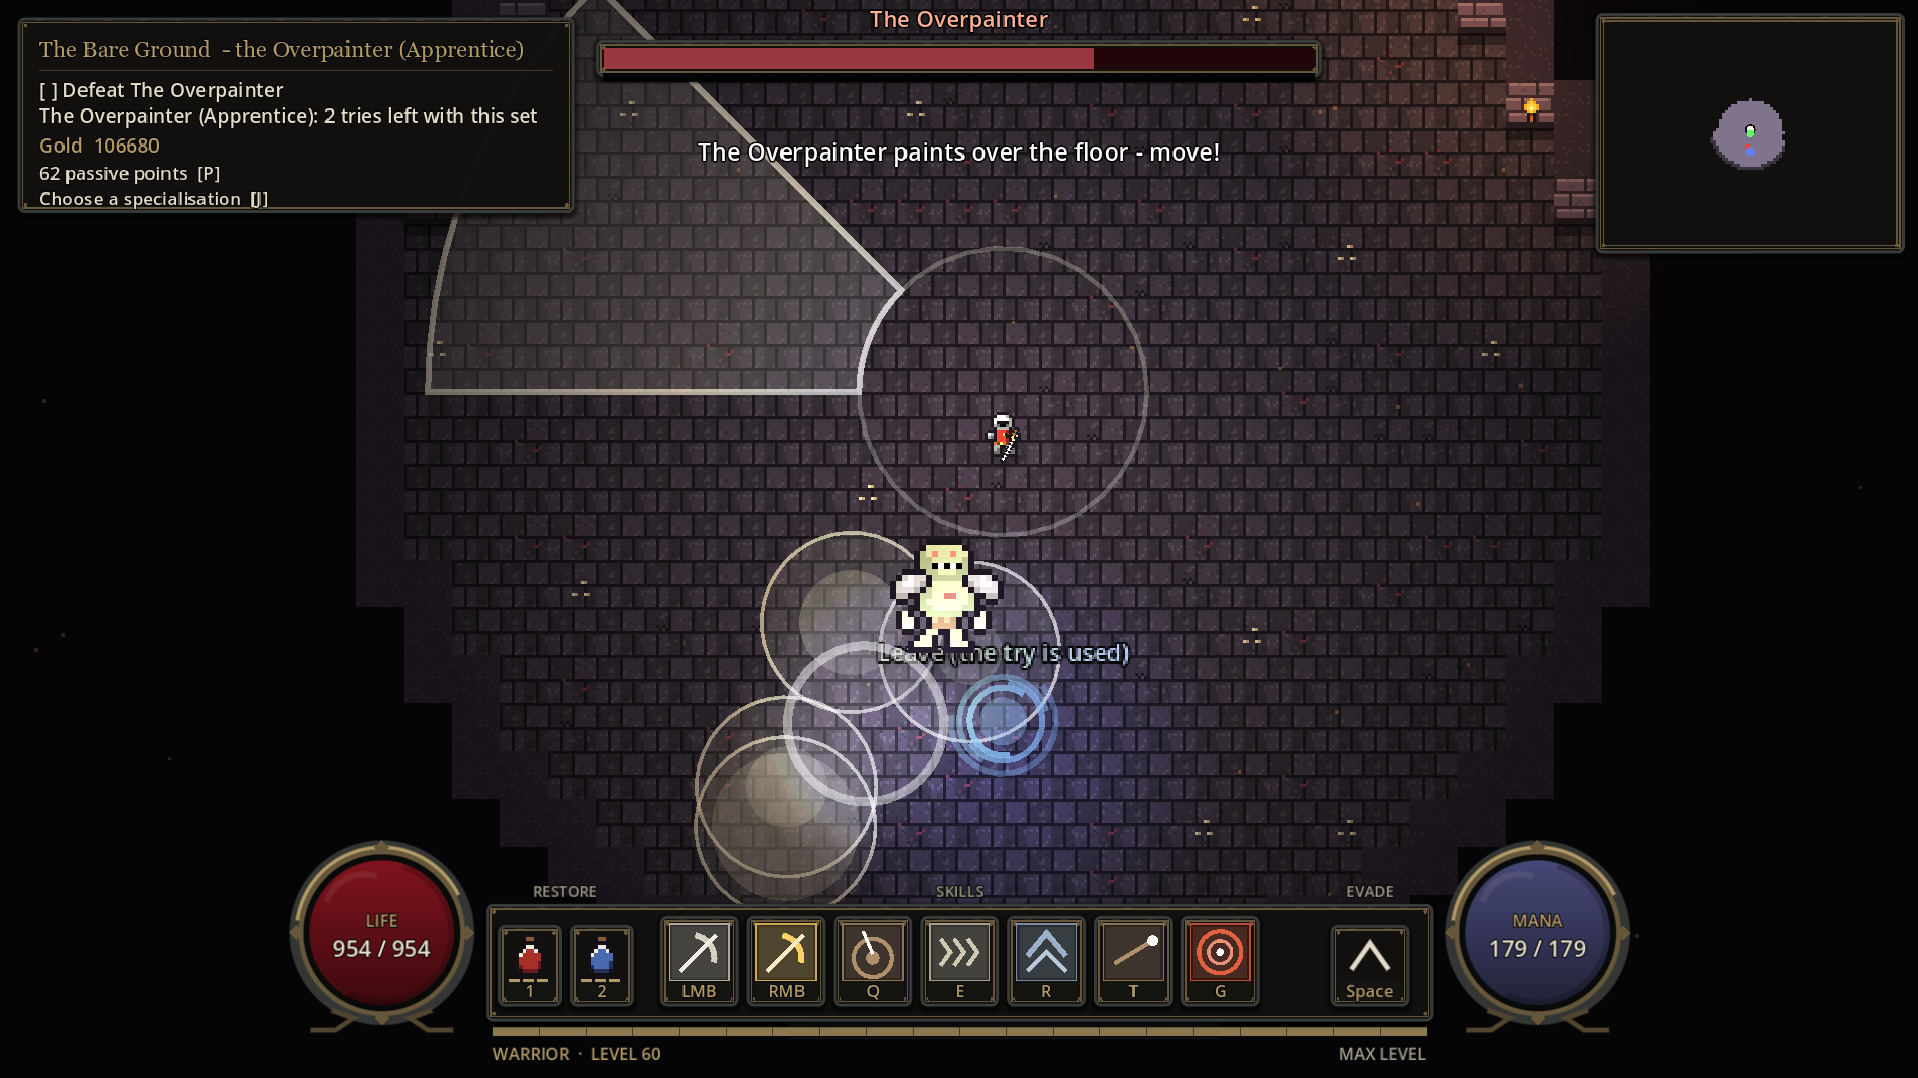 The Overpainter
The Bare Ground - the Overpainter (Apprentice)
[ ] Defeat The Overpainter
The Overpainter (Apprentice): 2 tries left with this set
Gold 106680
62 passive points [P]
Choose a specialisation [J]
The Overpainter paints over the floor - move!
Leave (the try is used)
RESTORE
SKILLS
EVADE
LIFE
954 / 954
MANA
179 / 179
1
2
LMB
RMB
Q
E
R
T
G
Space
WARRIOR · LEVEL 60
MAX LEVEL